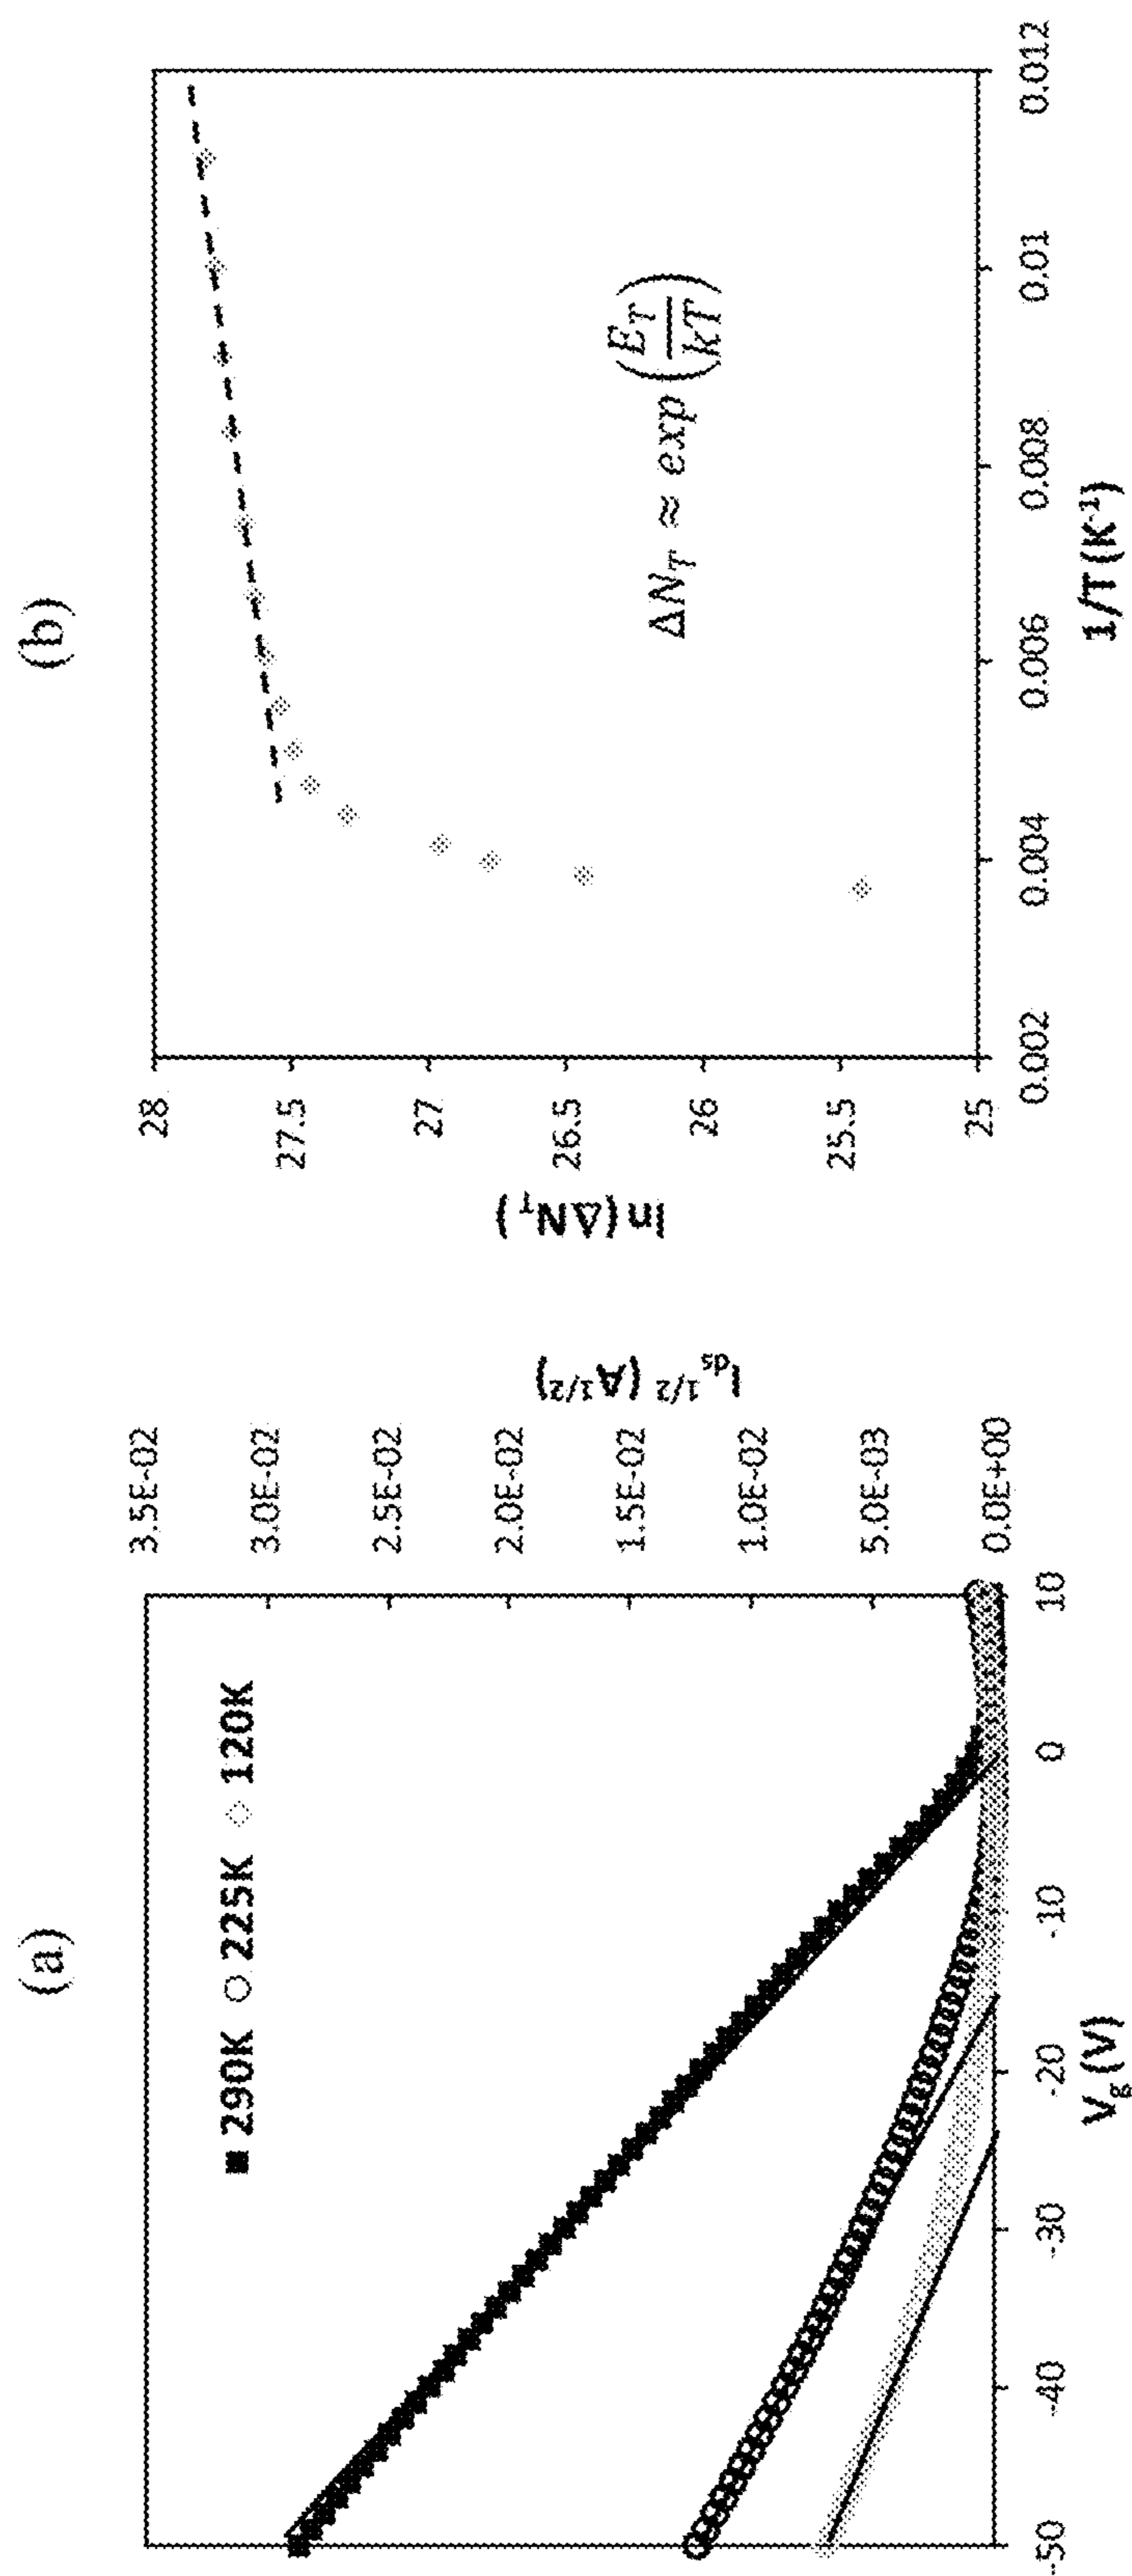 (a)
■ 290K ○ 225K ◇ 120K
3.5E-02
3.0E-02
2.5E-02
2.0E-02
1.5E-02
1.0E-02
5.0E-03
0.0E+00
I_ds^1/2 (A^1/2)
-50 -40 -30 -20 -10 0 10
V_g (V)
(b)
28
27.5
27
26.5
26
25.5
25
ln (ΔN_T)
ΔN_T ≈ exp(E_T/kT)
0.002 0.004 0.006 0.008 0.01 0.012
1/T (K^-1)